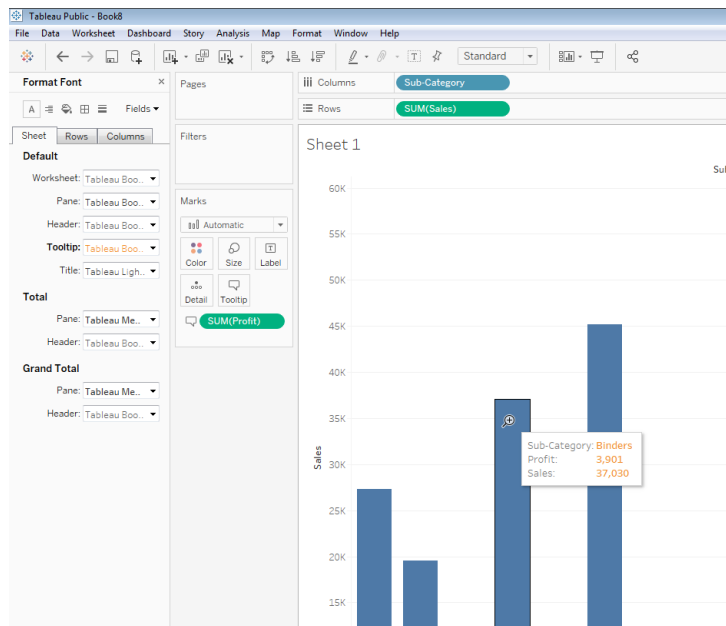 Tableau Public - Book8
File Data Worksheet Dashboard Story Analysis Map Format Window Help
T Standard
Format Font ×
A Fields
Sheet Rows Columns
Default
Worksheet: Tableau Boo..
Pane: Tableau Boo..
Header: Tableau Boo..
Tooltip: Tableau Boo..
Title: Tableau Ligh..
Total
Pane: Tableau Me..
Header: Tableau Boo..
Grand Total
Pane: Tableau Me..
Header: Tableau Boo..
Pages
Filters
Marks
Automatic
Color Size Label
Detail Tooltip
SUM(Profit)
Columns Sub-Category
Rows SUM(Sales)
Sheet 1
Sul
60K
55K
50K
45K
40K
35K
30K
25K
20K
15K
Sales
Sub-Category: Binders
Profit: 3,901
Sales: 37,030